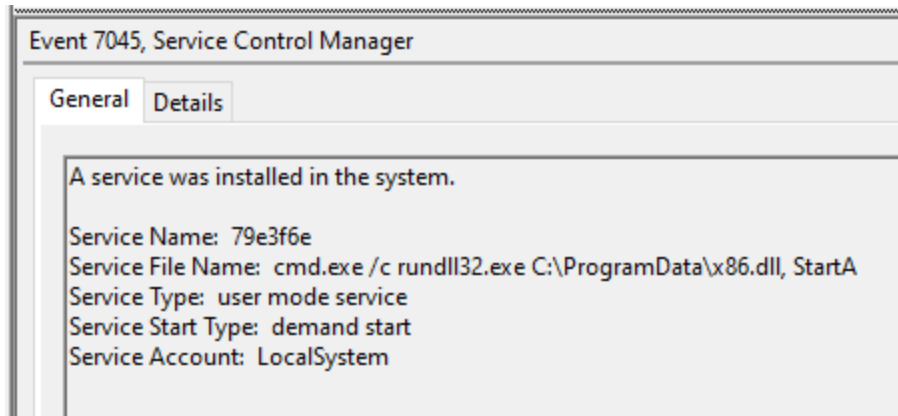 Event 7045, Service Control Manager
General Details
A service was installed in the system.
Service Name: 79e3f6e
Service File Name: cmd.exe /c rundll32.exe C:\ProgramData\x86.dll, StartA
Service Type: user mode service
Service Start Type: demand start
Service Account: LocalSystem